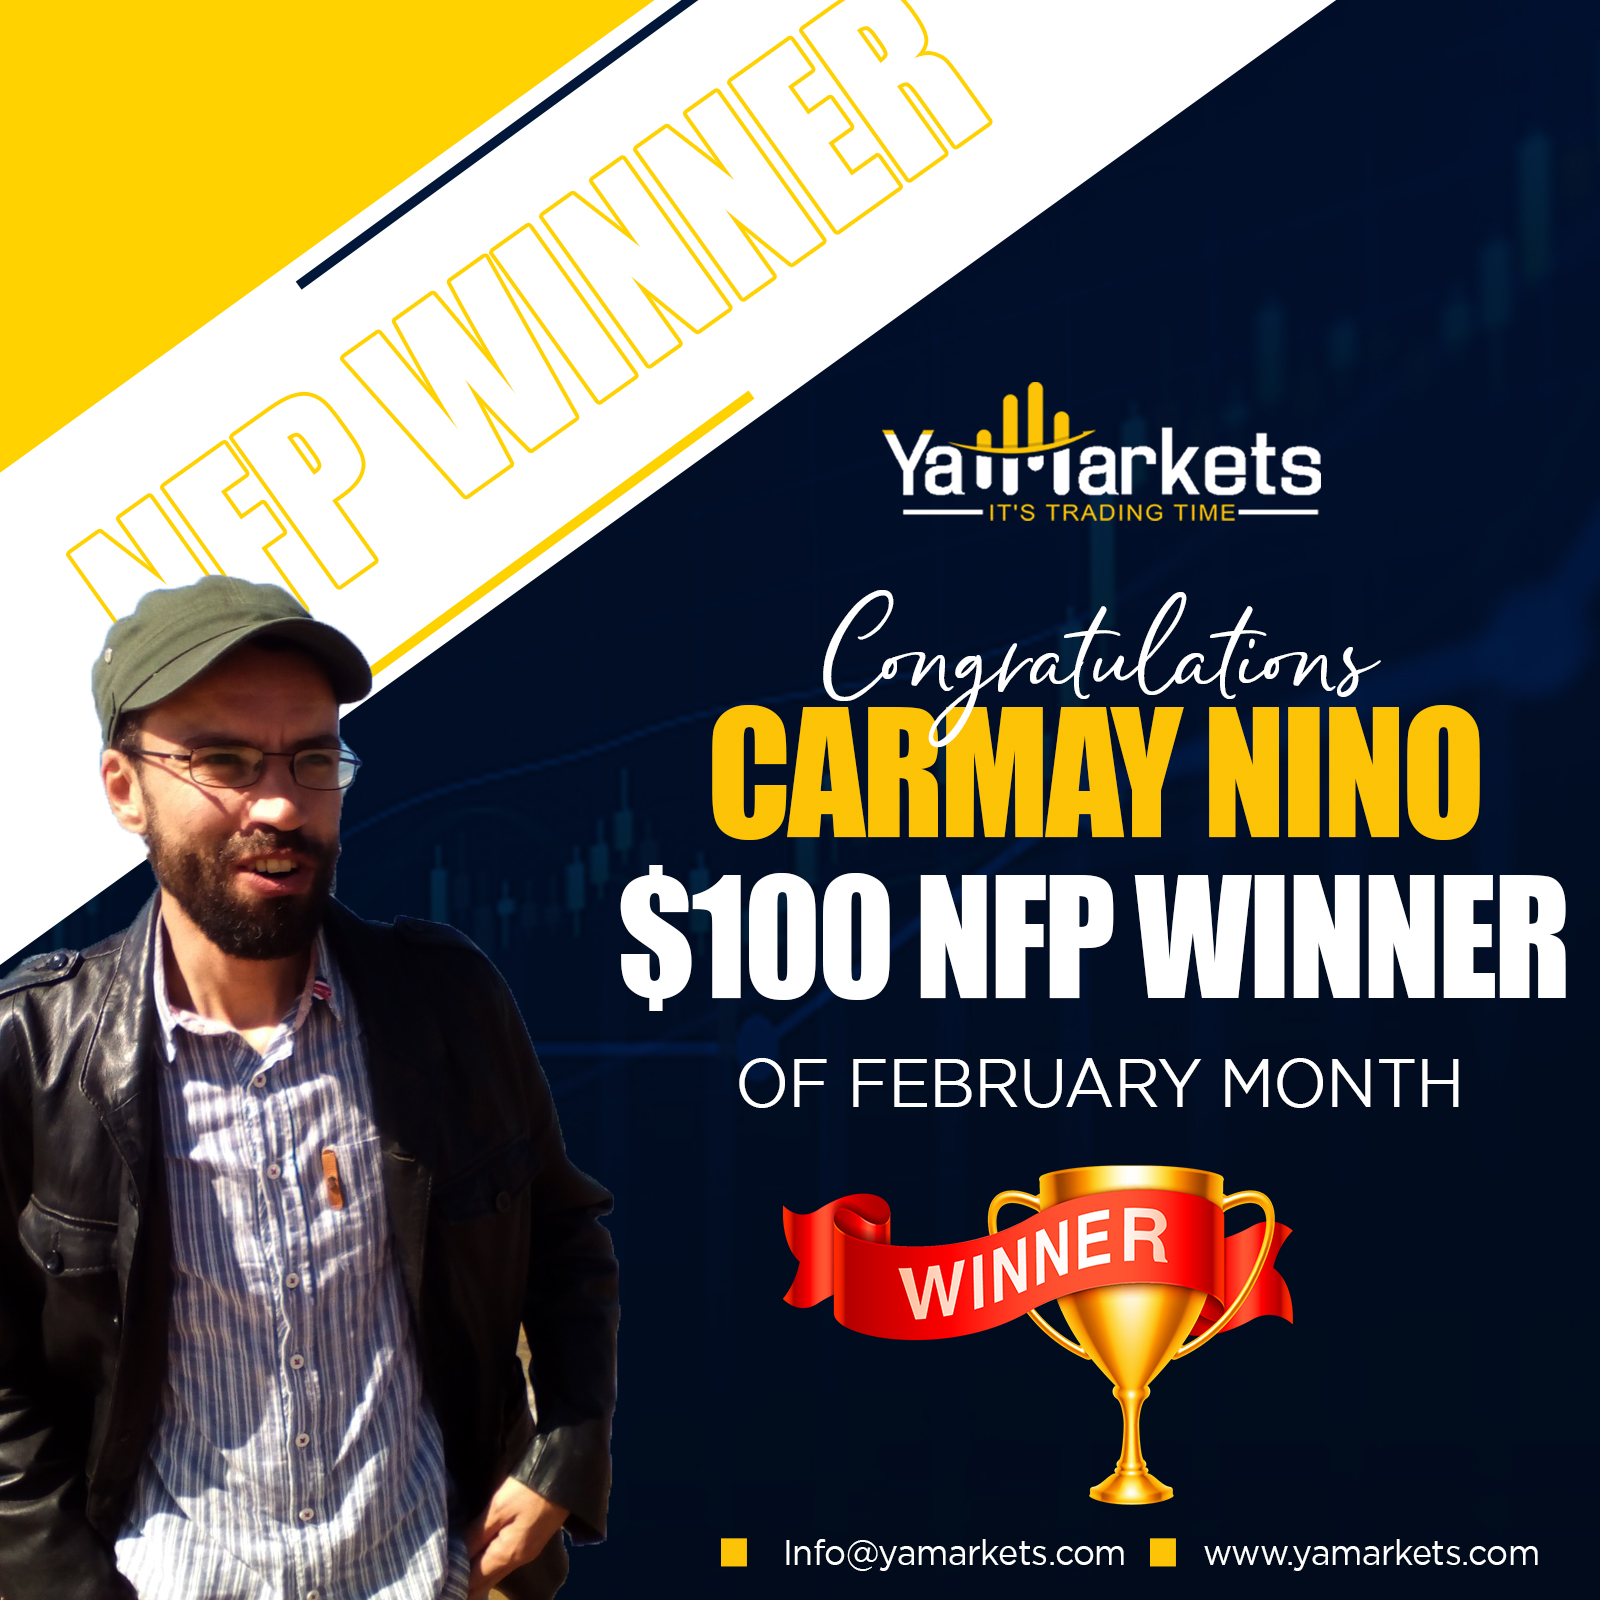 NFP WINNER
YaMarkets
IT'S TRADING TIME
Congratulations
CARMAY NINO
$100 NFP WINNER
OF FEBRUARY MONTH
WINNER
Info@yamarkets.com www.yamarkets.com